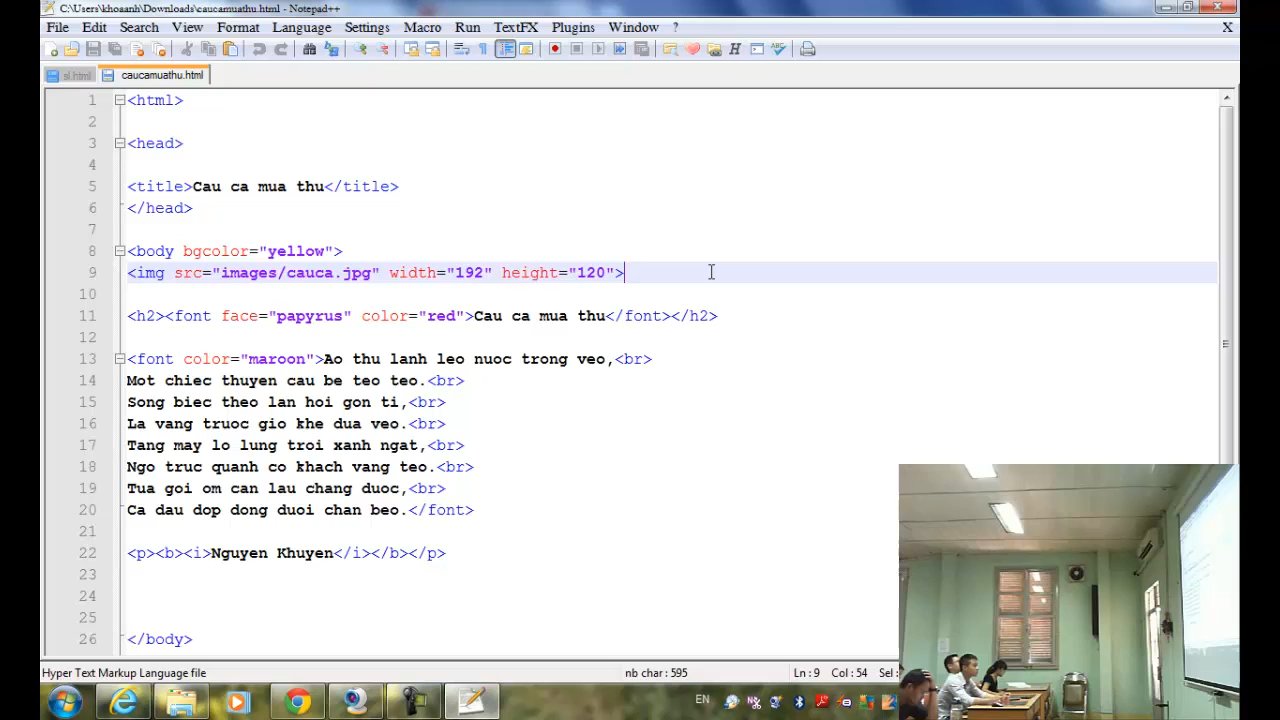 C:\Users\khoaanh\Downloads\caucamuathu.html - Notepad++
File Edit Search View Format Language Settings Macro Run TextFX Plugins Window ? X
sl.html caucamuathu.html
1 <html>
2
3 <head>
4
5 <title>Cau ca mua thu</title>
6 </head>
7
8 <body bgcolor="yellow">
9 <img src="images/cauca.jpg" width="192" height="120">
10
11 <h2><font face="papyrus" color="red">Cau ca mua thu</font></h2>
12
13 <font color="maroon">Ao thu lanh leo nuoc trong veo,<br>
14 Mot chiec thuyen cau be teo teo.<br>
15 Song biec theo lan hoi gon ti,<br>
16 La vang truoc gio khe dua veo.<br>
17 Tang may lo lung troi xanh ngat,<br>
18 Ngo truc quanh co khach vang teo.<br>
19 Tua goi om can lau chang duoc,<br>
20 Ca dau dop dong duoi chan beo.</font>
21
22 <p><b><i>Nguyen Khuyen</i></b></p>
23
24
25
26 </body>
Hyper Text Markup Language file nb char : 595 Ln : 9 Col : 54 Sel :
EN